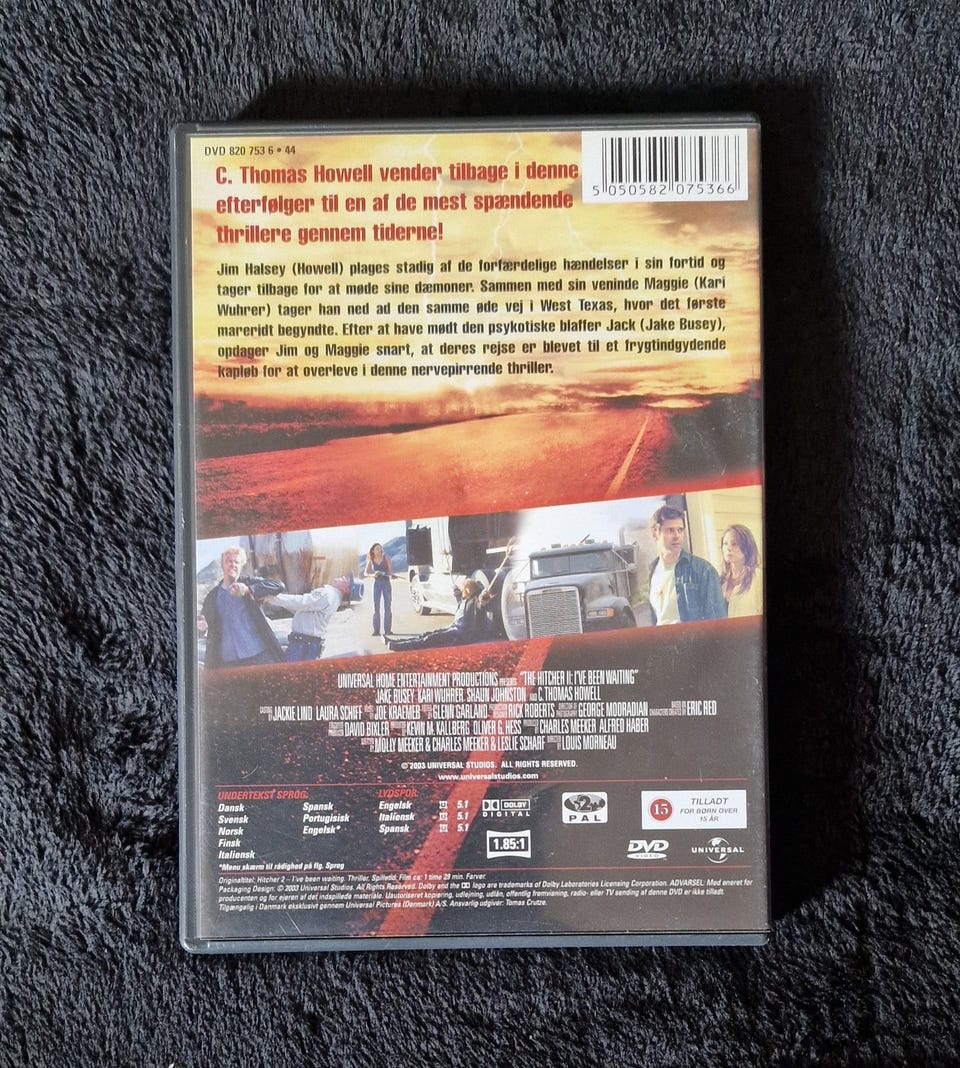 DVD 820 753 6 • 44
5 050582 075366
C. Thomas Howell vender tilbage i denne
efterfølger til en af de mest spændende
thrillere gennem tiderne!
Jim Halsey (Howell) plages stadig af de forfærdelige hændelser i sin fortid og
tager tilbage for at møde sine dæmoner. Sammen med sin veninde Maggie (Kari
Wuhrer) tager han ned ad den samme øde vej i West Texas, hvor det første
mareridt begyndte. Efter at have mødt den psykotiske blaffer Jack (Jake Busey),
opdager Jim og Maggie snart, at deres rejse er blevet til et frygtindgydende
kapløb for at overleve i denne nervepirrende thriller.
UNIVERSAL HOME ENTERTAINMENT PRODUCTIONS PRESENTS "THE HITCHER II: I'VE BEEN WAITING"
JAKE BUSEY KARI WUHRER SHAUN JOHNSTON AND C. THOMAS HOWELL
JACKIE LIND LAURA SCHIFF JOE KRAEMER GLENN GARLAND RICK ROBERTS GEORGE MOORADIAN ERIC RED
DAVID BIXLER KEVIN M. KALLBERG OLIVER G. HESS CHARLES MEEKER ALFRED HABER
MOLLY MEEKER & CHARLES MEEKER & LESLIE SCHARF LOUIS MORNEAU
© 2003 UNIVERSAL STUDIOS. ALL RIGHTS RESERVED.
www.universalstudios.com
UNDERTEKST SPROG:
Dansk
Svensk
Norsk
Finsk
Italiensk
Spansk
Portugisisk
Engelsk*
*Menu skærm til rådighed på flg. Sprog
LYDSPOR
Engelsk 5.1
Italiensk 5.1
Spansk 5.1
DOLBY
DIGITAL
1.85:1
2
PAL
15
TILLADT
FOR BØRN OVER
15 ÅR
DVD
VIDEO
UNIVERSAL
Originaltitel: Hitcher 2 – I've been waiting. Thriller. Spilletid: Film ca: 1 time 29 min. Farver.
Packaging Design: © 2003 Universal Studios. All Rights Reserved. Dolby and the logo are trademarks of Dolby Laboratories Licensing Corporation. ADVARSEL: Med eneret for
producenten og for ejeren af det indspillede materiale. Uautoriseret kopiering, udlejning, udlån, offentlig fremvisning, radio- eller TV sending af denne DVD er ikke tilladt.
Tilgængelig i Danmark eksklusivt gennem Universal Pictures (Denmark) A/S. Ansvarlig udgiver: Tomas Crutze.